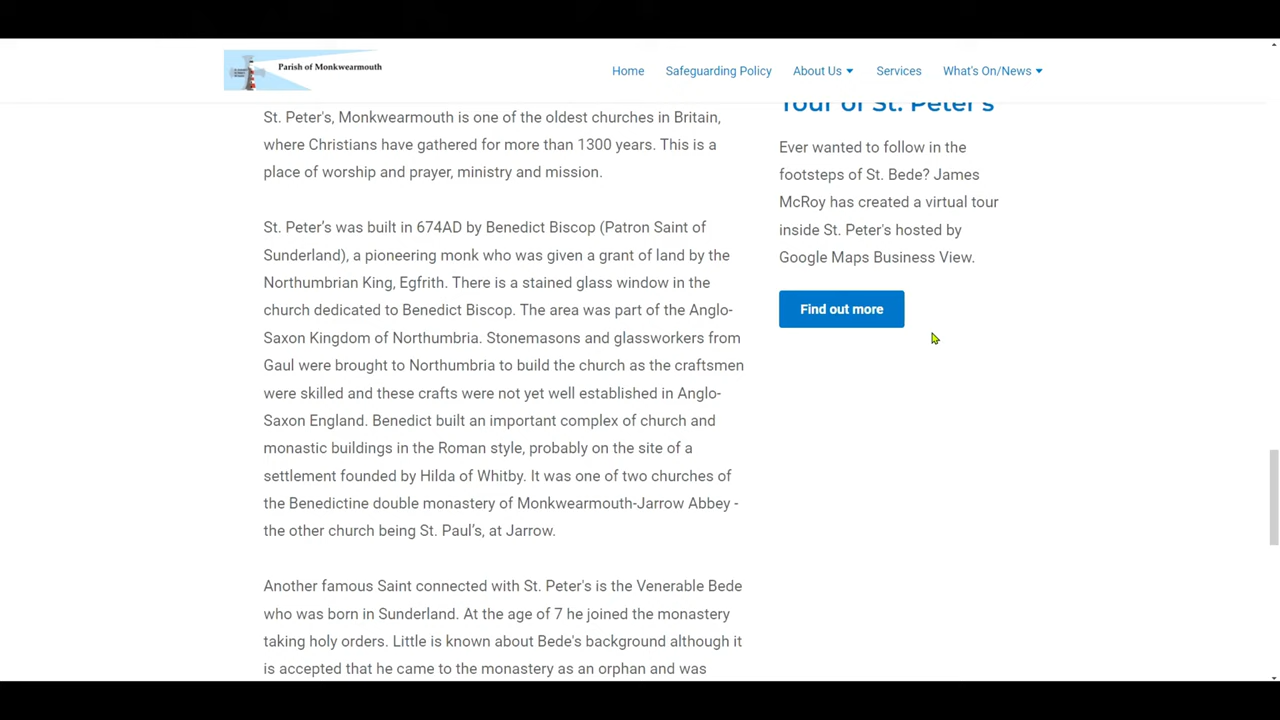 Parish of Monkwearmouth
Home Safeguarding Policy About Us Services What's On/News
St. Peter's, Monkwearmouth is one of the oldest churches in Britain,
where Christians have gathered for more than 1300 years. This is a
place of worship and prayer, ministry and mission.
St. Peter’s was built in 674AD by Benedict Biscop (Patron Saint of
Sunderland), a pioneering monk who was given a grant of land by the
Northumbrian King, Egfrith. There is a stained glass window in the
church dedicated to Benedict Biscop. The area was part of the Anglo-
Saxon Kingdom of Northumbria. Stonemasons and glassworkers from
Gaul were brought to Northumbria to build the church as the craftsmen
were skilled and these crafts were not yet well established in Anglo-
Saxon England. Benedict built an important complex of church and
monastic buildings in the Roman style, probably on the site of a
settlement founded by Hilda of Whitby. It was one of two churches of
the Benedictine double monastery of Monkwearmouth-Jarrow Abbey -
the other church being St. Paul’s, at Jarrow.
Another famous Saint connected with St. Peter's is the Venerable Bede
who was born in Sunderland. At the age of 7 he joined the monastery
taking holy orders. Little is known about Bede's background although it
is accepted that he came to the monastery as an orphan and was
Tour of St. Peter's
Ever wanted to follow in the
footsteps of St. Bede? James
McRoy has created a virtual tour
inside St. Peter's hosted by
Google Maps Business View.
Find out more